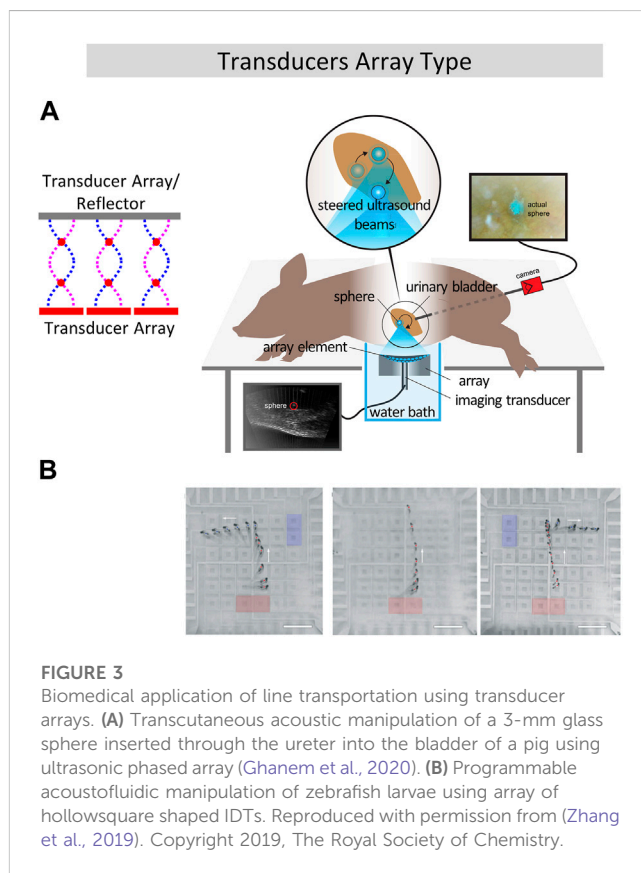 Transducers Array Type
A
Transducer Array/
Reflector
Transducer Array
steered ultrasound
beams
actual
sphere
camera
sphere
urinary bladder
array element
array
imaging transducer
water bath
sphere
B
FIGURE 3
Biomedical application of line transportation using transducer
arrays. (A) Transcutaneous acoustic manipulation of a 3-mm glass
sphere inserted through the ureter into the bladder of a pig using
ultrasonic phased array (Ghanem et al., 2020). (B) Programmable
acoustofluidic manipulation of zebrafish larvae using array of
hollowsquare shaped IDTs. Reproduced with permission from (Zhang
et al., 2019). Copyright 2019, The Royal Society of Chemistry.